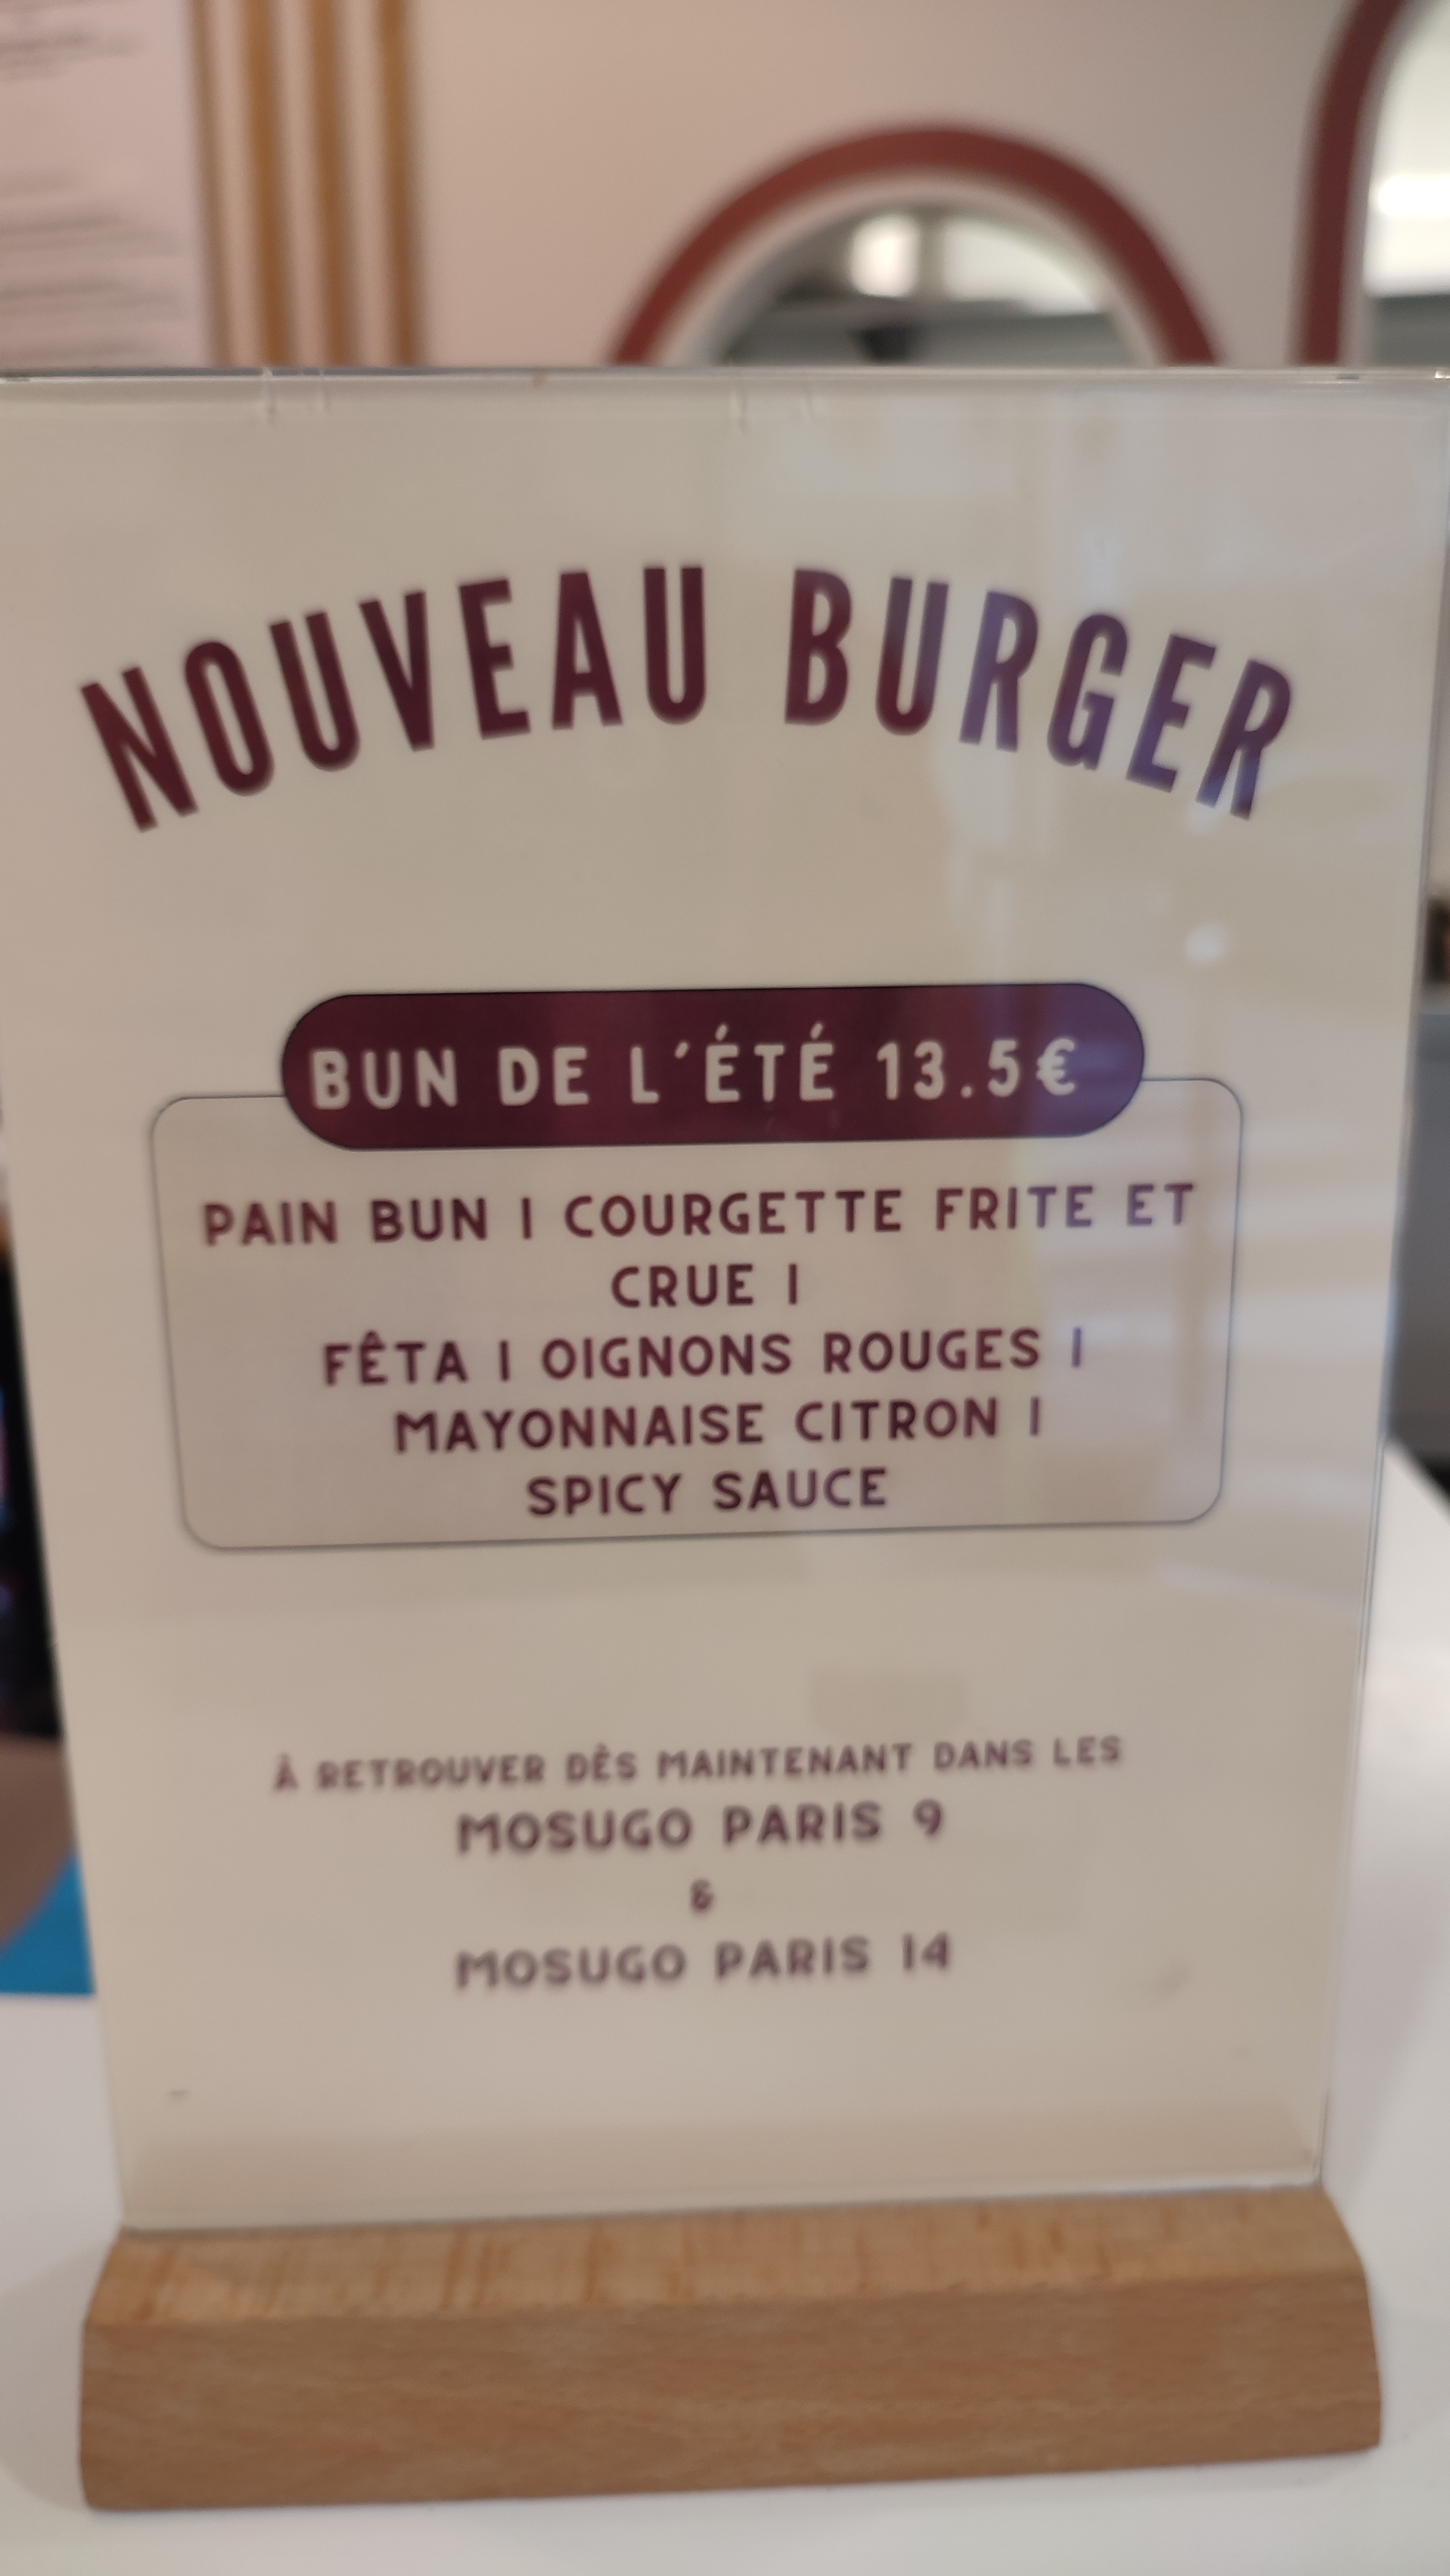 NOUVEAU BURGER
BUN DE L'ÉTÉ 13.5€
PAIN BUN | COURGETTE FRITE ET
CRUE |
FÊTA | OIGNONS ROUGES |
MAYONNAISE CITRON |
SPICY SAUCE
À RETROUVER DÈS MAINTENANT DANS LES
MOSUGO PARIS 9
&
MOSUGO PARIS 14